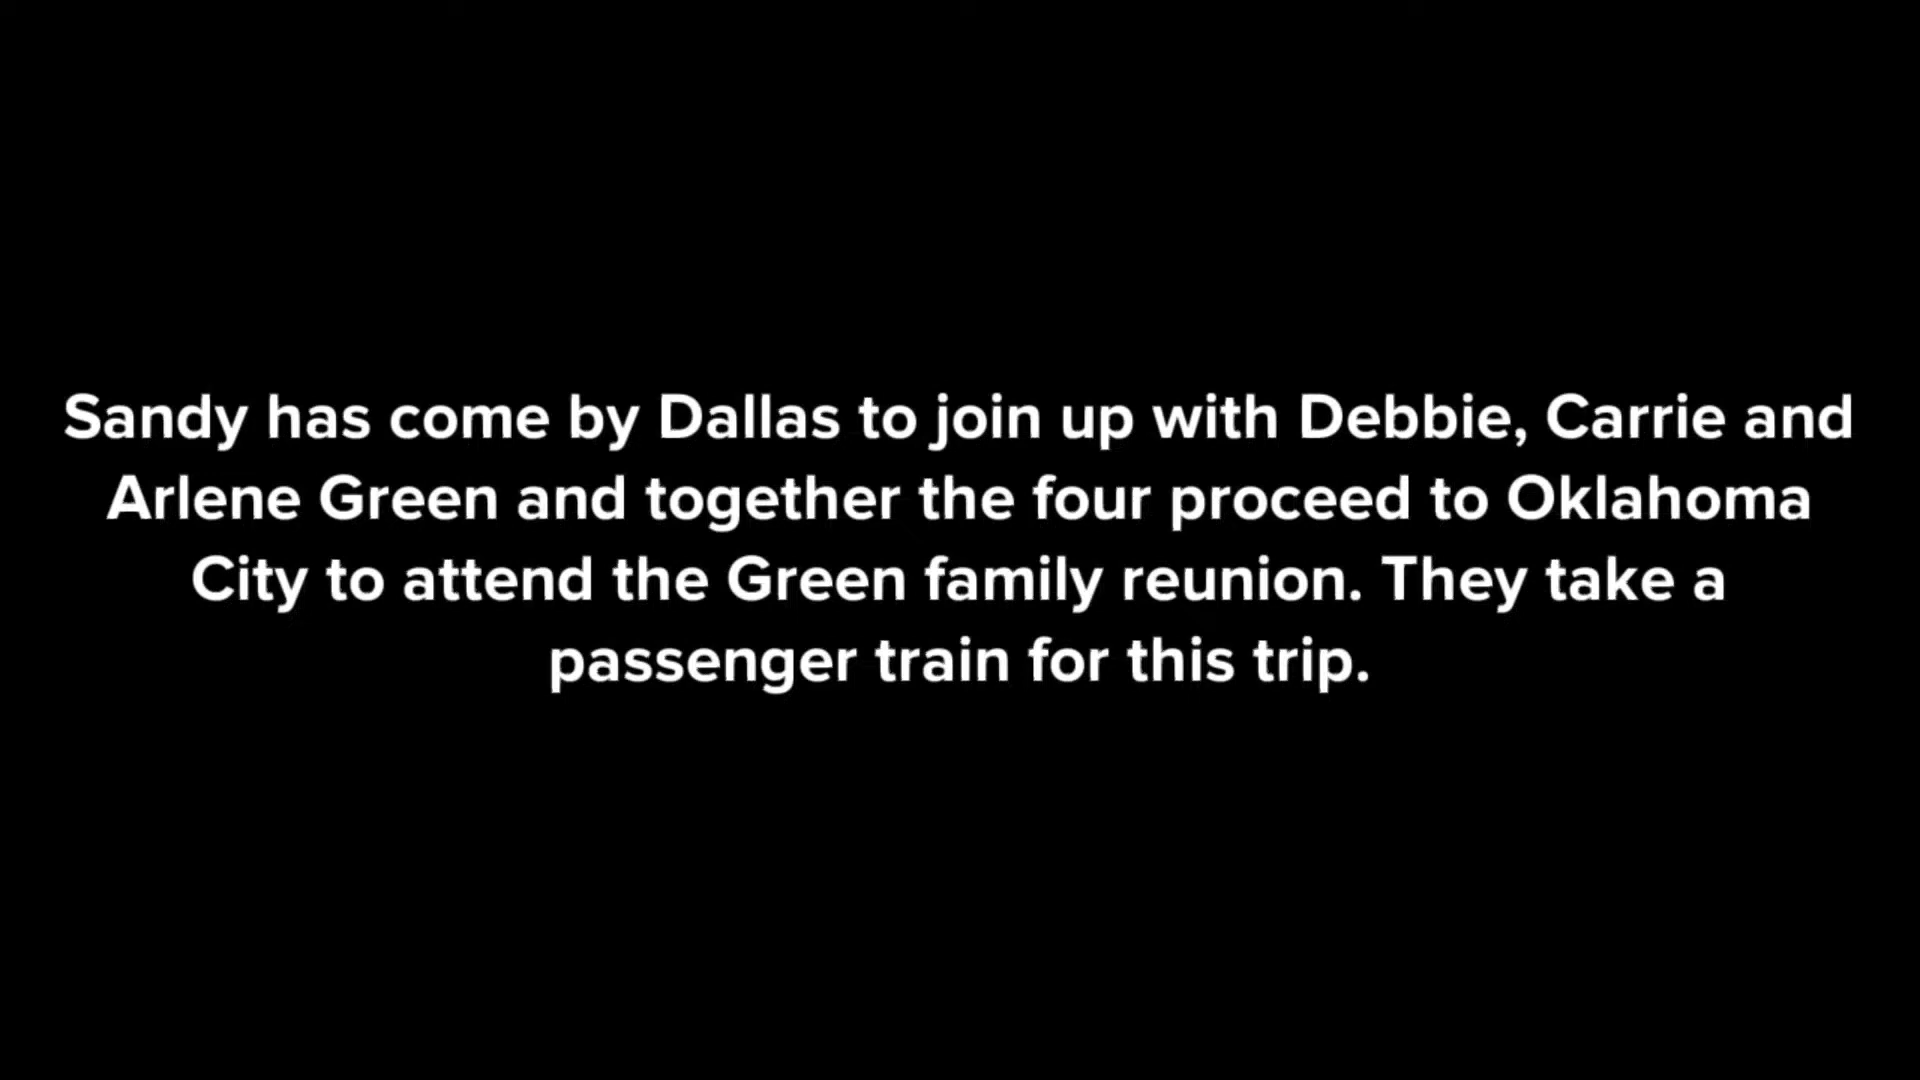 Sandy has come by Dallas to join up with Debbie, Carrie and
Arlene Green and together the four proceed to Oklahoma
City to attend the Green family reunion. They take a
passenger train for this trip.